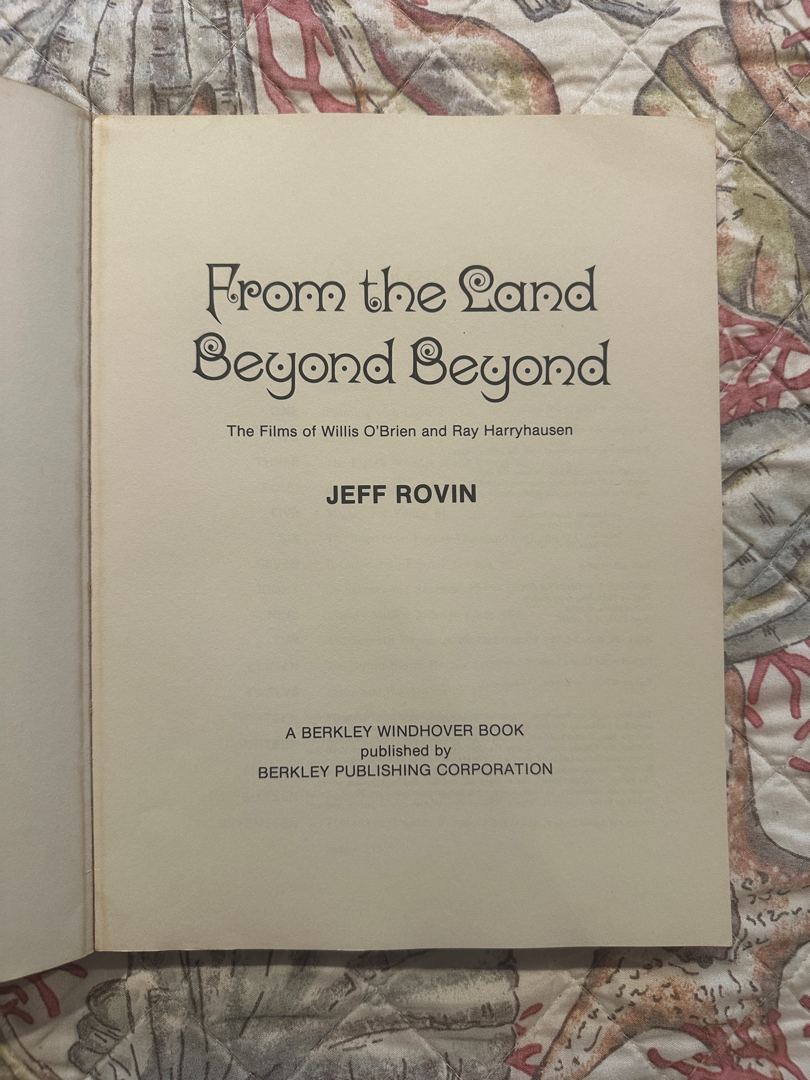 From the Land
Beyond Beyond
The Films of Willis O'Brien and Ray Harryhausen
JEFF ROVIN
A BERKLEY WINDHOVER BOOK
published by
BERKLEY PUBLISHING CORPORATION